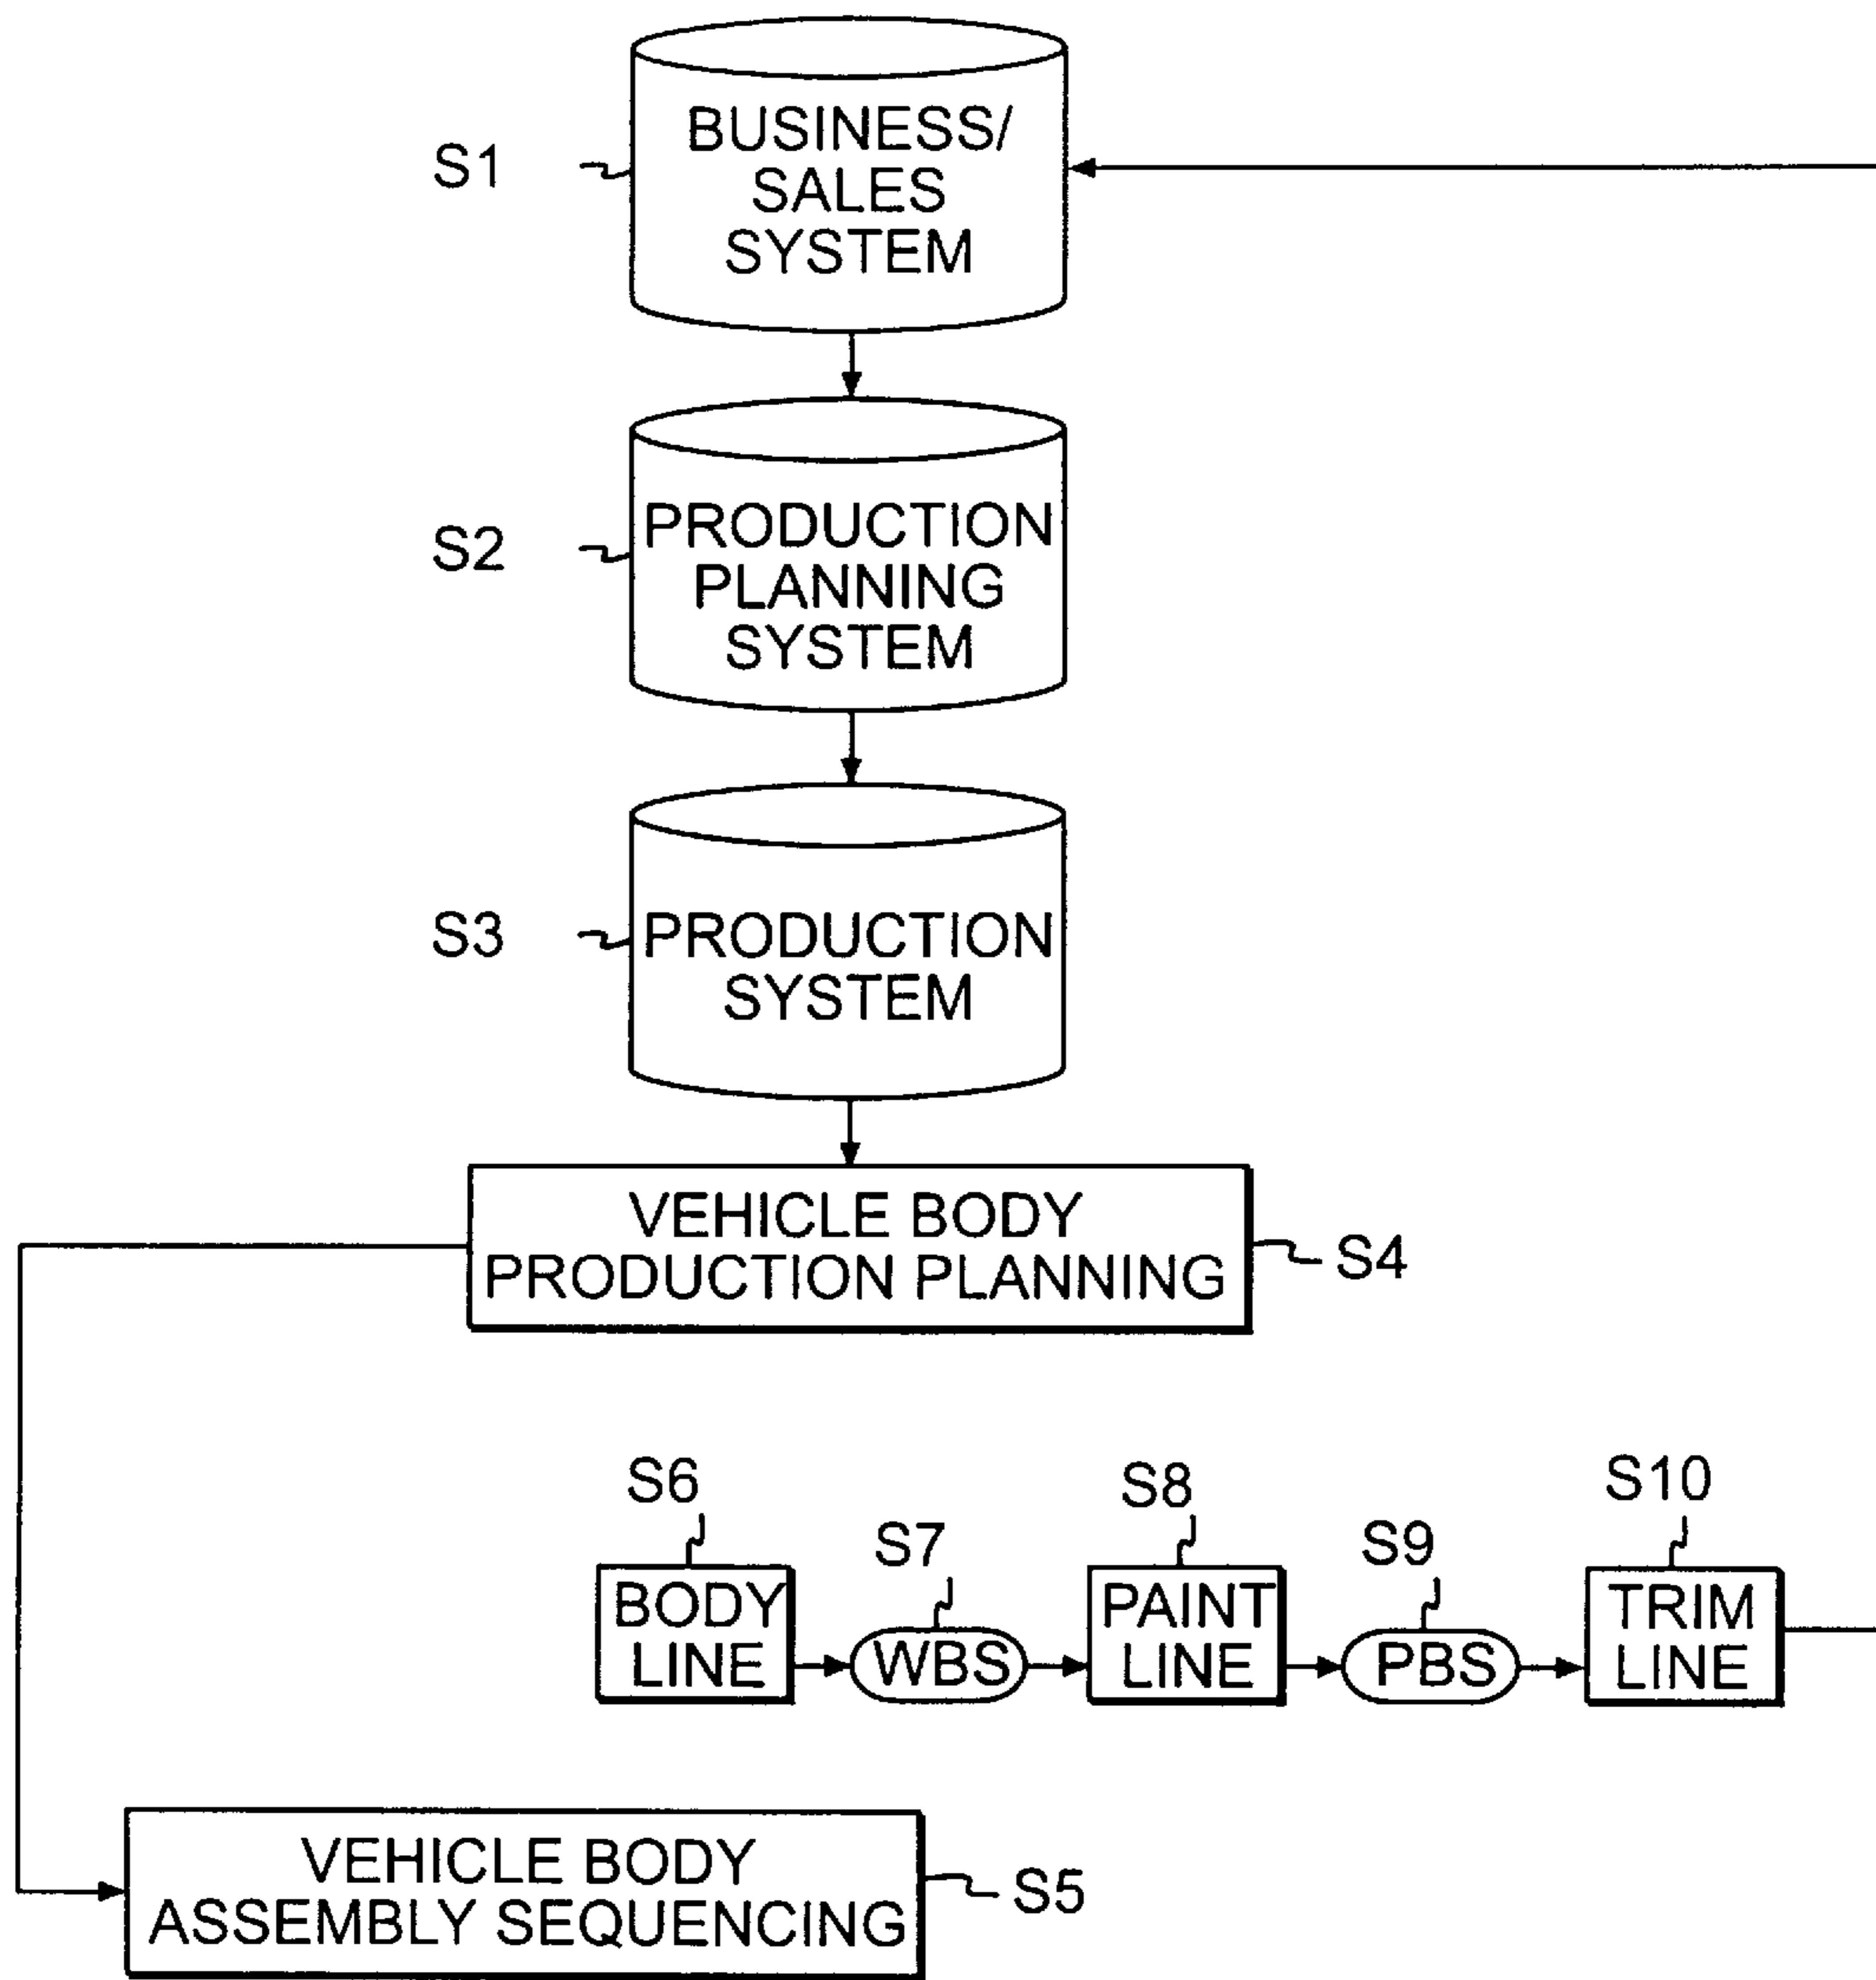 BUSINESS/
SALES
SYSTEM
S1
PRODUCTION
PLANNING
SYSTEM
S2
PRODUCTION
SYSTEM
S3
VEHICLE BODY
PRODUCTION PLANNING
S4
S6
S7
S8
S9
S10
BODY
LINE
WBS
PAINT
LINE
PBS
TRIM
LINE
VEHICLE BODY
ASSEMBLY SEQUENCING
S5